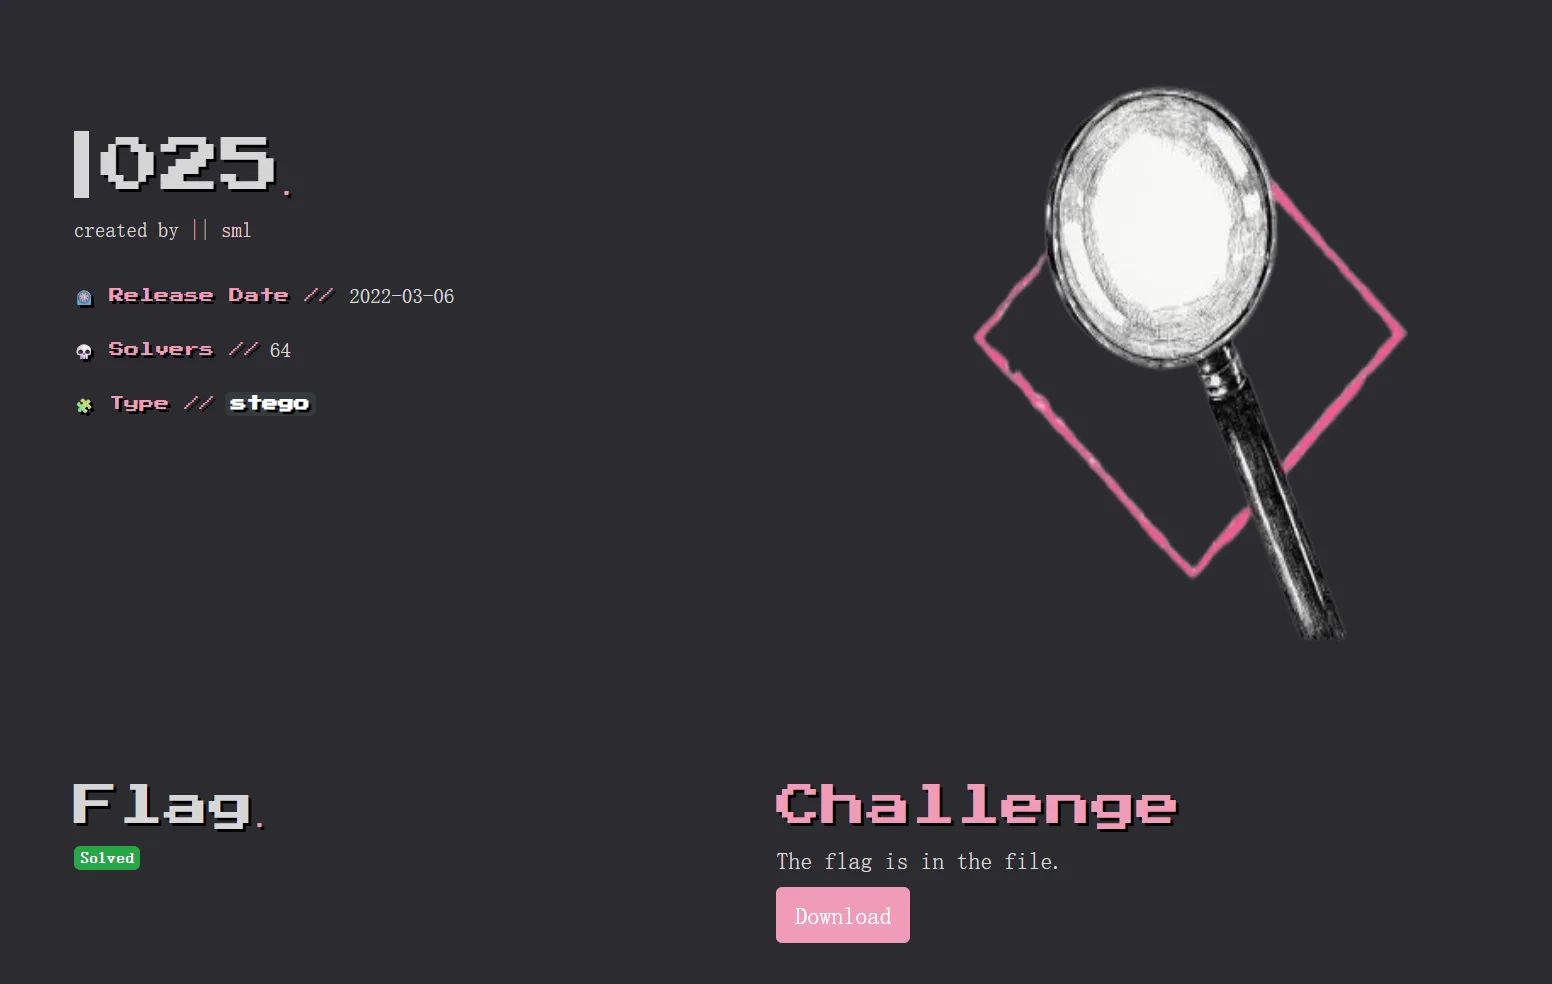 025.
created by || sml
Release Date // 2022-03-06
Solvers // 64
Type // stego
Flag.
Solved
Challenge
The flag is in the file.
Download